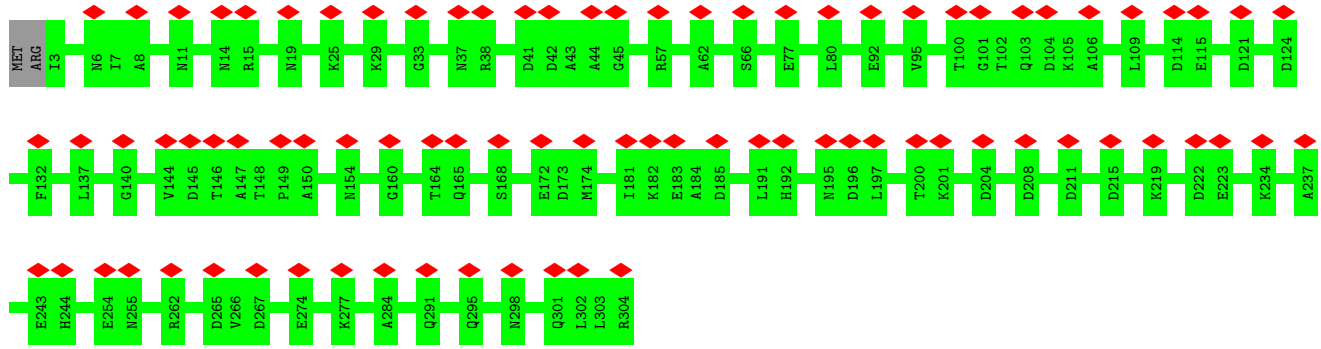 MET ARG I3 N6 I7 A8 N11 N14 R15 N19 K25 K29 G33 N37 R38 D41 D42 A43 A44 G45 R57 A62 S66 E77 L80 E92 V95 T100 G101 T102 Q103 D104 K105 A106 L109 D114 E115 D121 D124
F132 L137 G140 V144 D145 T146 A147 T148 P149 A150 N154 G160 T164 Q165 S168 E172 D173 M174 I181 K182 E183 A184 D185 L191 H192 N195 D196 L197 T200 K201 D204 D208 D211 D215 K219 D222 E223 K234 A237
E243 H244 E254 N255 R262 D265 V266 D267 E274 K277 A284 Q291 Q295 N298 Q301 L302 L303 R304